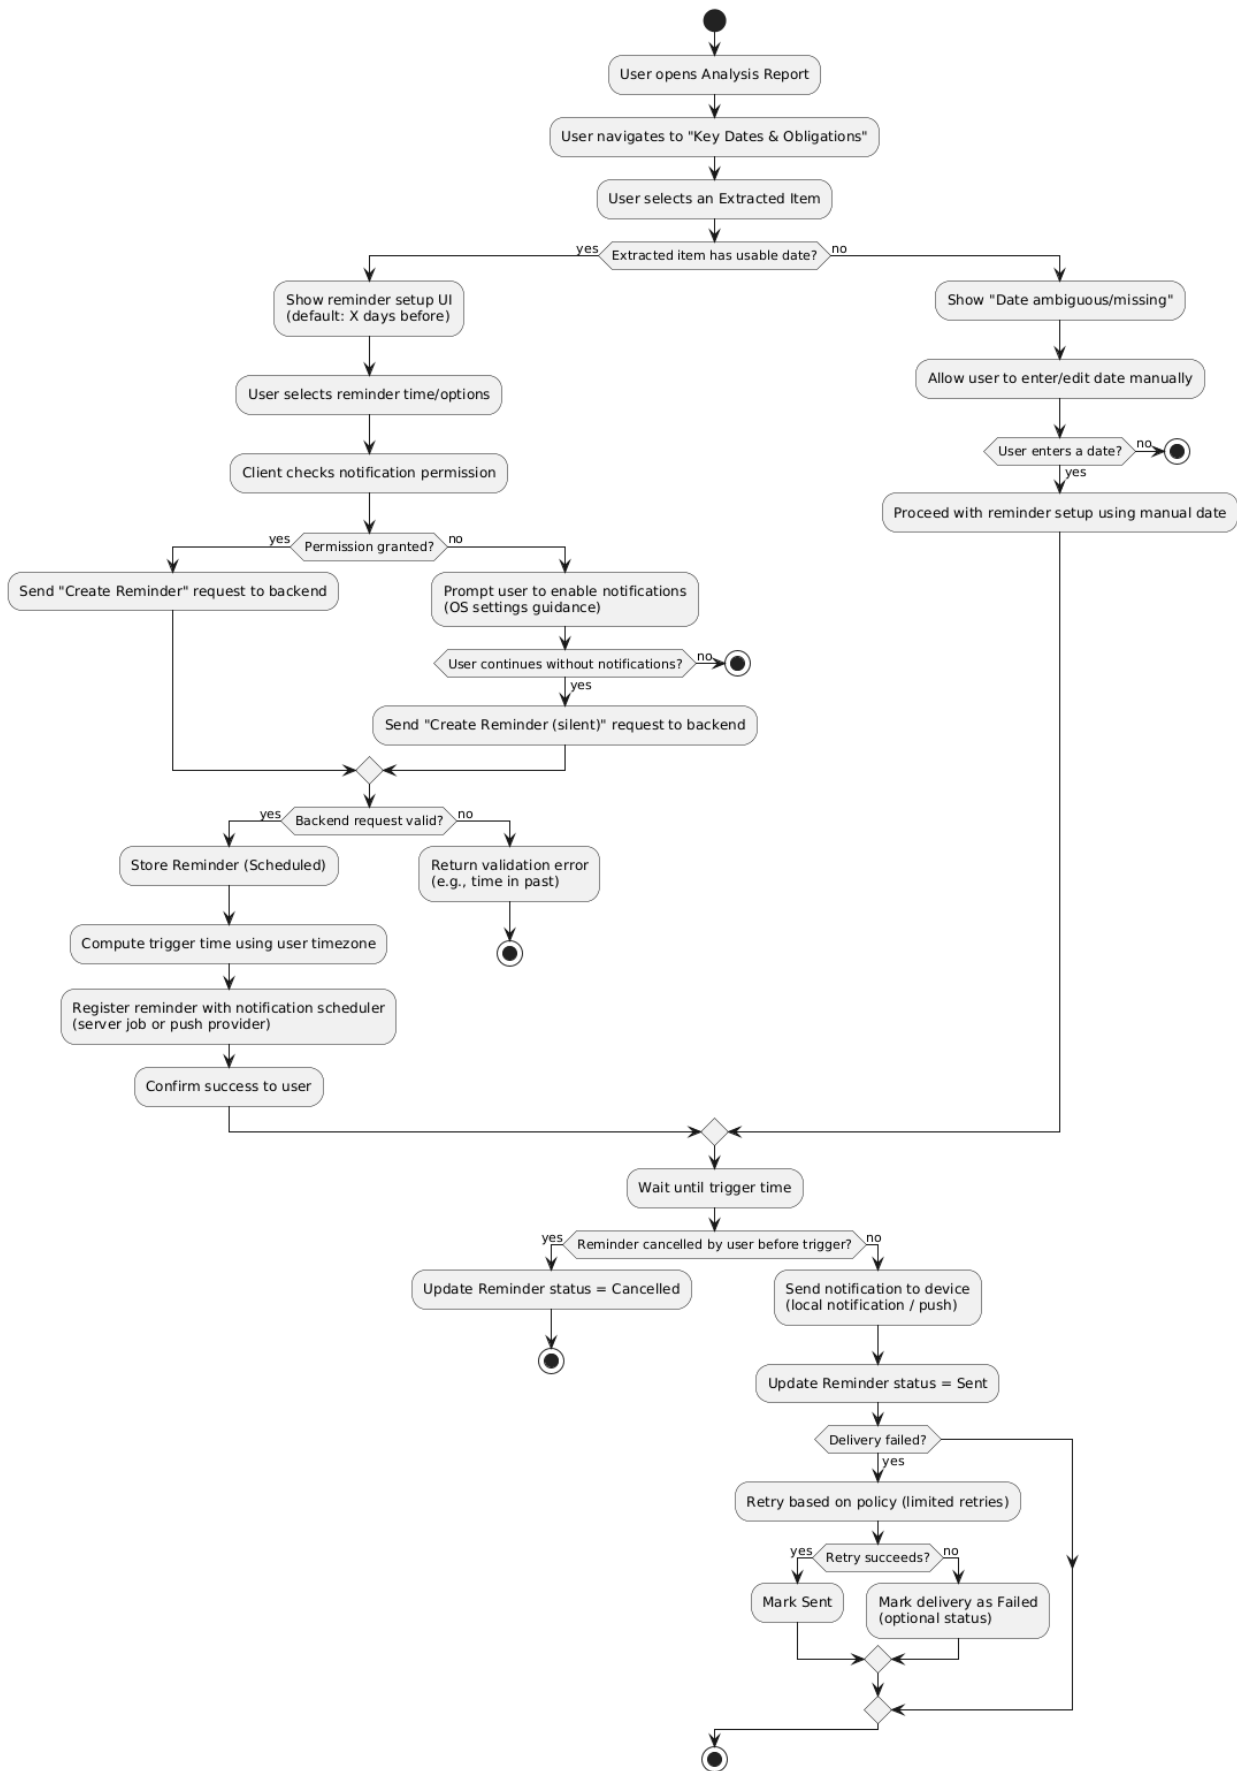 User opens Analysis Report
User navigates to "Key Dates & Obligations"
User selects an Extracted Item
Extracted item has usable date?
yes
no
Show reminder setup UI
(default: X days before)
User selects reminder time/options
Client checks notification permission
Permission granted?
yes
no
Send "Create Reminder" request to backend
Prompt user to enable notifications
(OS settings guidance)
User continues without notifications?
no
yes
Send "Create Reminder (silent)" request to backend
Backend request valid?
yes
no
Store Reminder (Scheduled)
Compute trigger time using user timezone
Register reminder with notification scheduler
(server job or push provider)
Confirm success to user
Return validation error
(e.g., time in past)
Show "Date ambiguous/missing"
Allow user to enter/edit date manually
User enters a date?
no
yes
Proceed with reminder setup using manual date
Wait until trigger time
Reminder cancelled by user before trigger?
yes
no
Update Reminder status = Cancelled
Send notification to device
(local notification / push)
Update Reminder status = Sent
Delivery failed?
yes
Retry based on policy (limited retries)
Retry succeeds?
yes
no
Mark Sent
Mark delivery as Failed
(optional status)